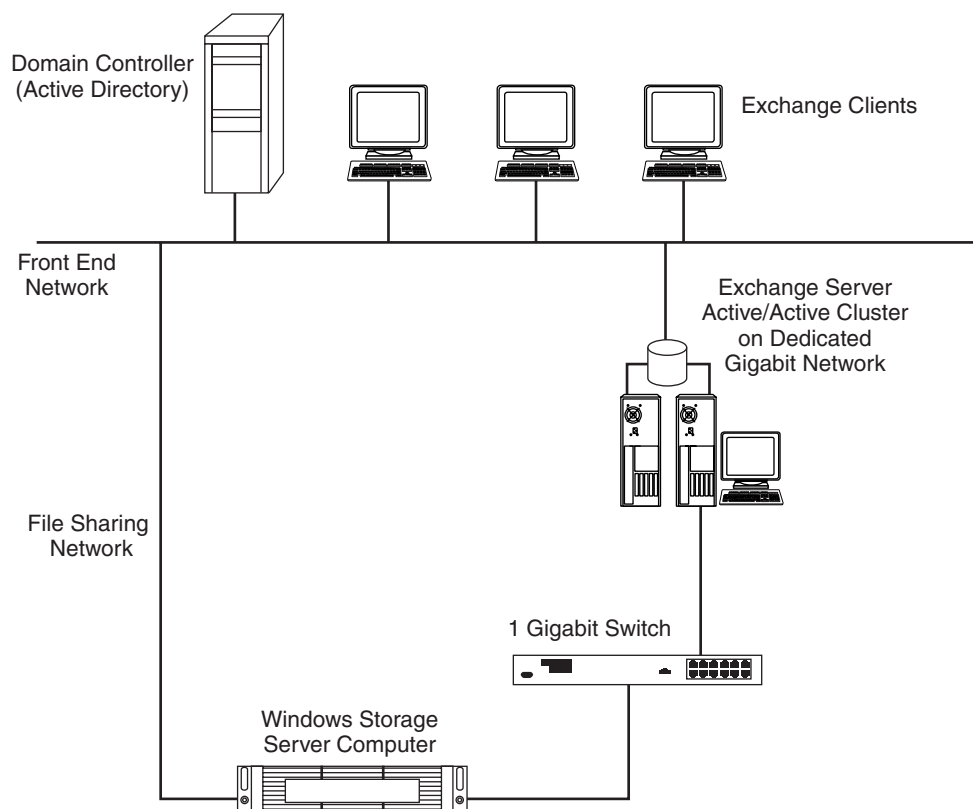 Domain Controller
(Active Directory)
Exchange Clients
Front End
Network
Exchange Server
Active/Active Cluster
on Dedicated
Gigabit Network
File Sharing
Network
1 Gigabit Switch
Windows Storage
Server Computer